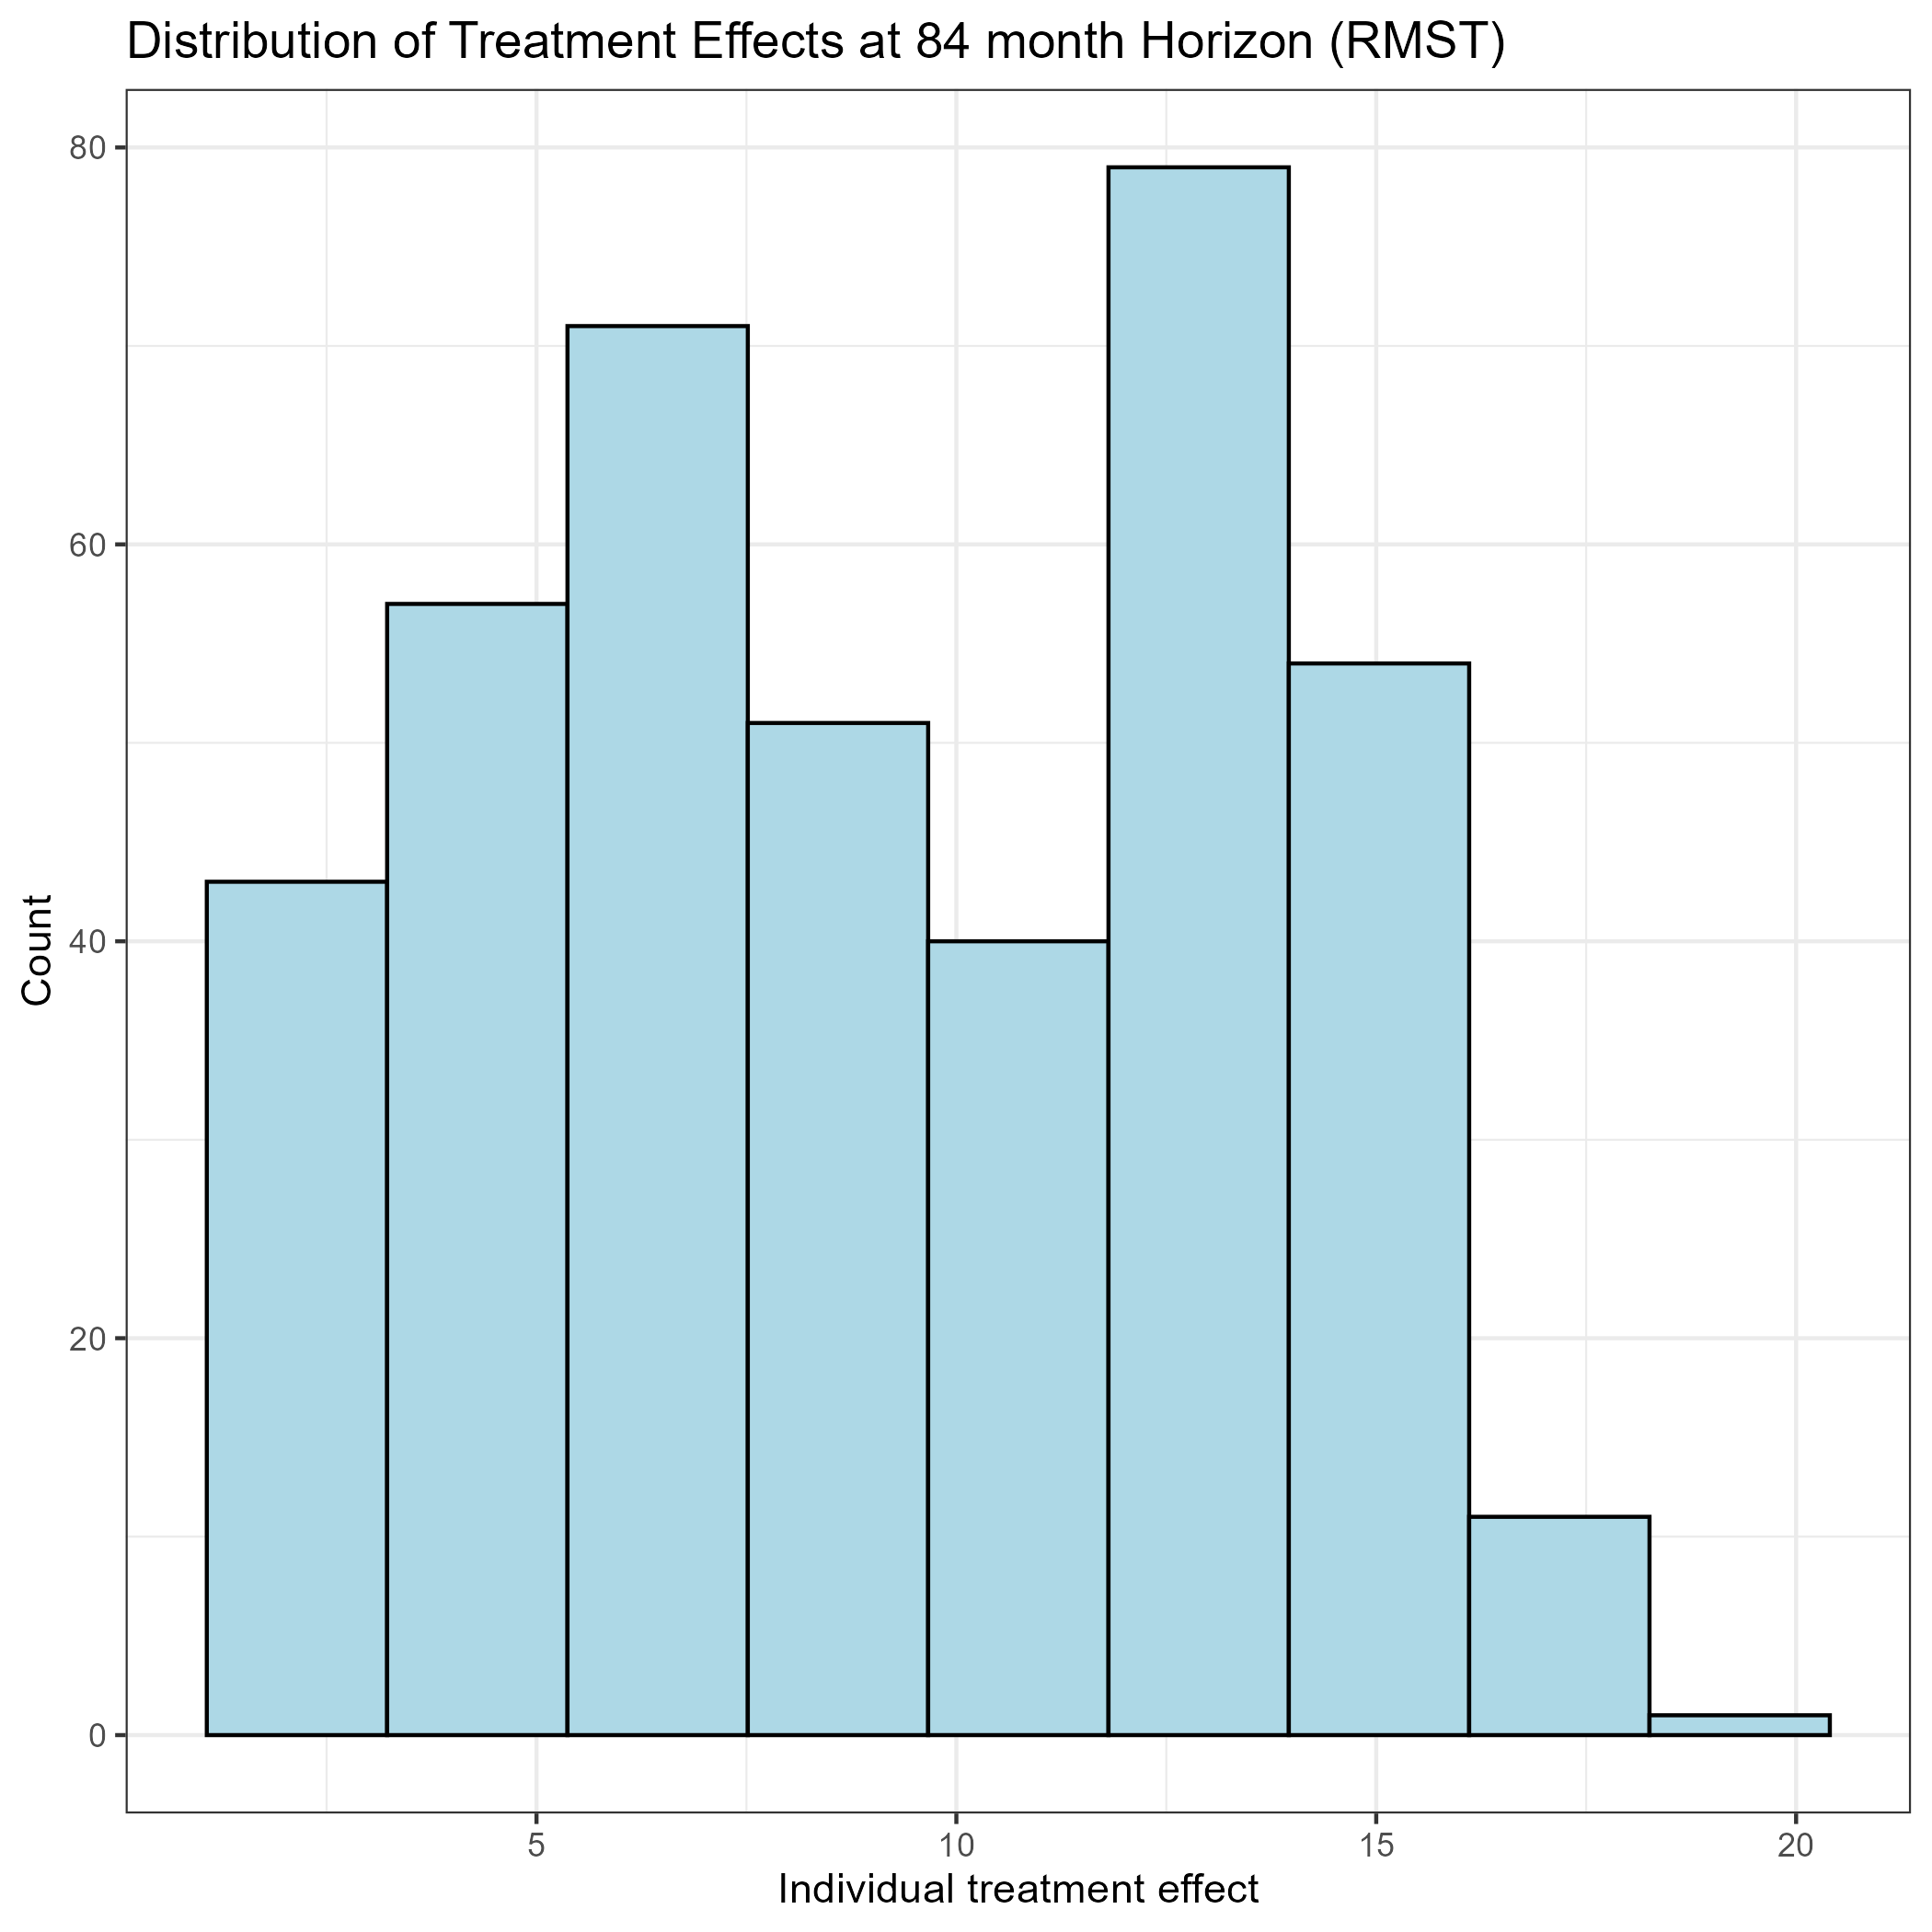 Distribution of Treatment Effects at 84 month Horizon (RMST)
80
60
40
20
0
Count
5 10 15 20
Individual treatment effect